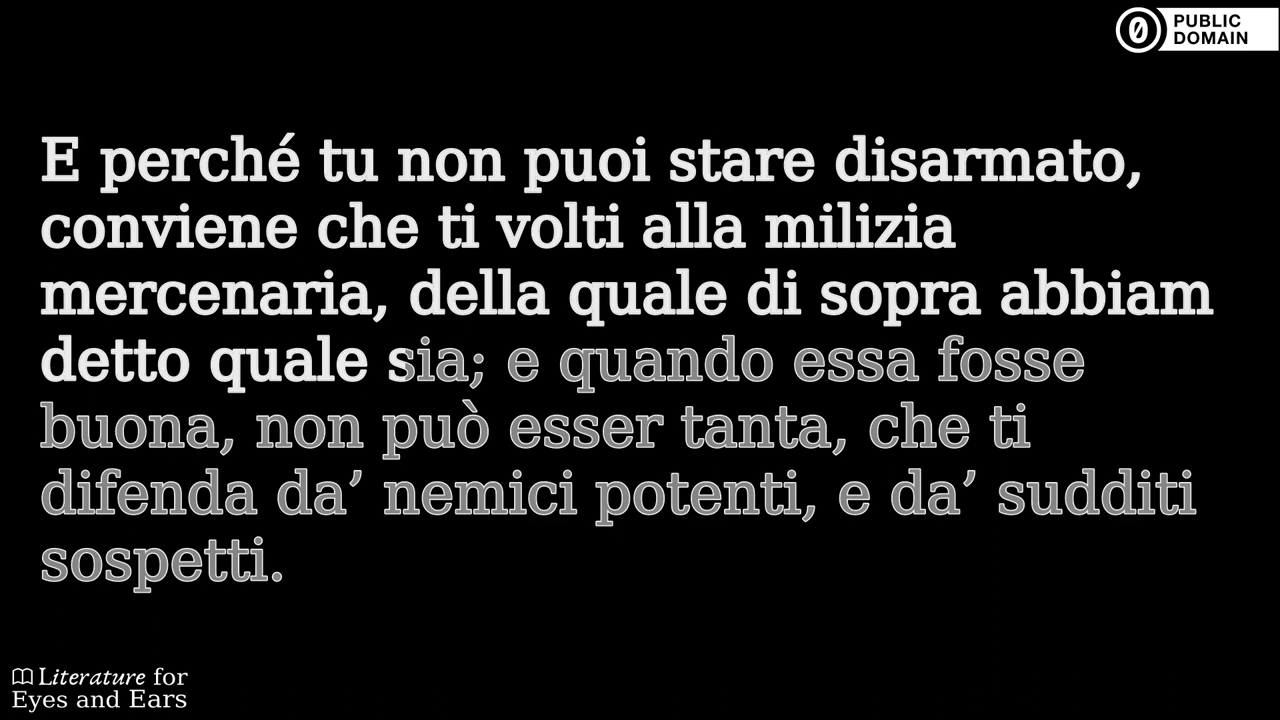 PUBLIC
DOMAIN
E perché tu non puoi stare disarmato,
conviene che ti volti alla milizia
mercenaria, della quale di sopra abbiam
detto quale sia; e quando essa fosse
buona, non può esser tanta, che ti
difenda da’ nemici potenti, e da’ sudditi
sospetti.
Literature for
Eyes and Ears